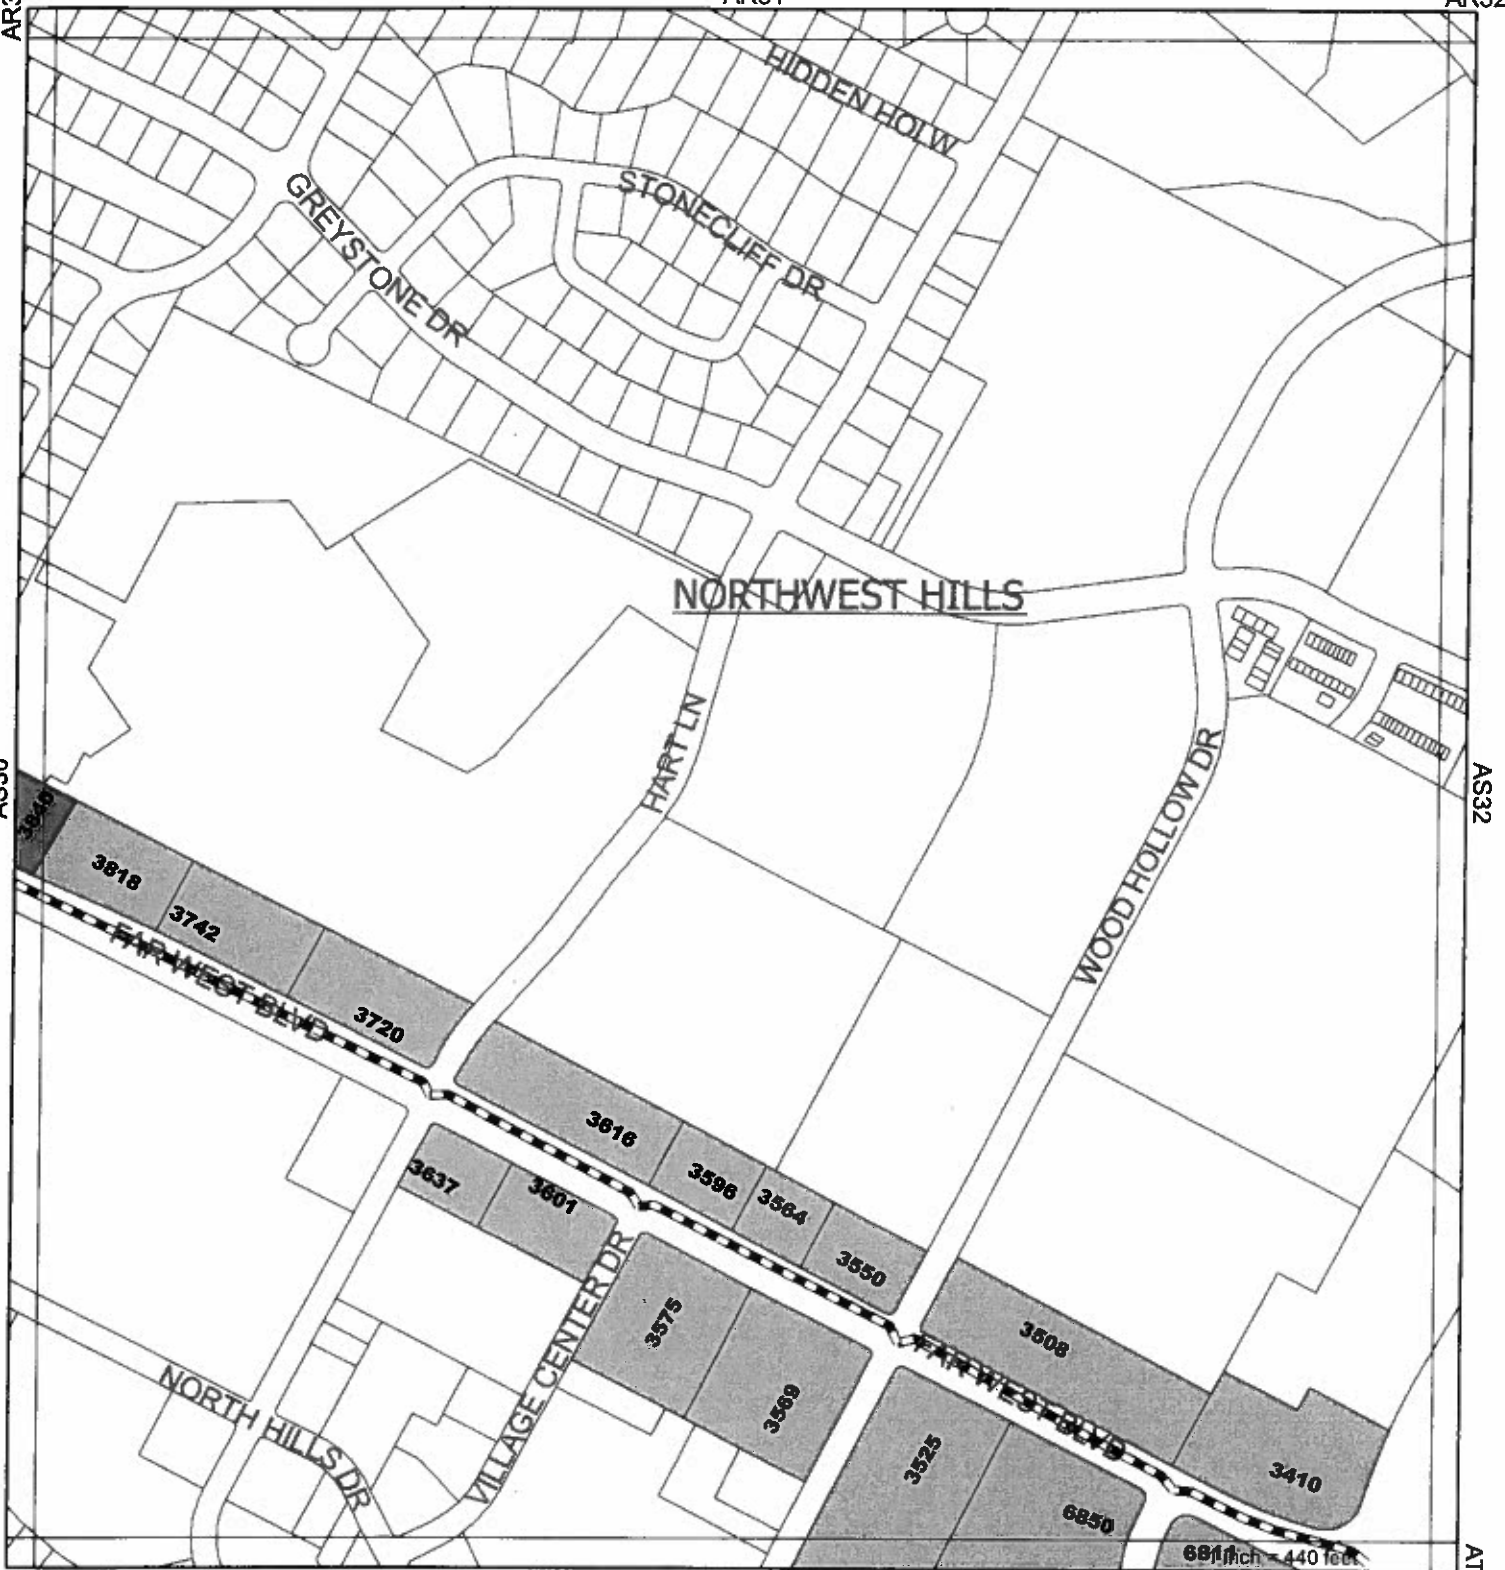 HIDDEN HOLW
STONECLIFF DR
GREYSTONE DR
NORTHWEST HILLS
HART LN
WOOD HOLLOW DR
AS32
3818
3742
FAR WEST BLVD
3720
3616
3637
3601
3596
3564
3550
3575
3569
3508
FAR WEST BLVD
NORTH HILLS DR
VILLAGE CENTER DR
3525
6850
3410
1 inch = 440 feet